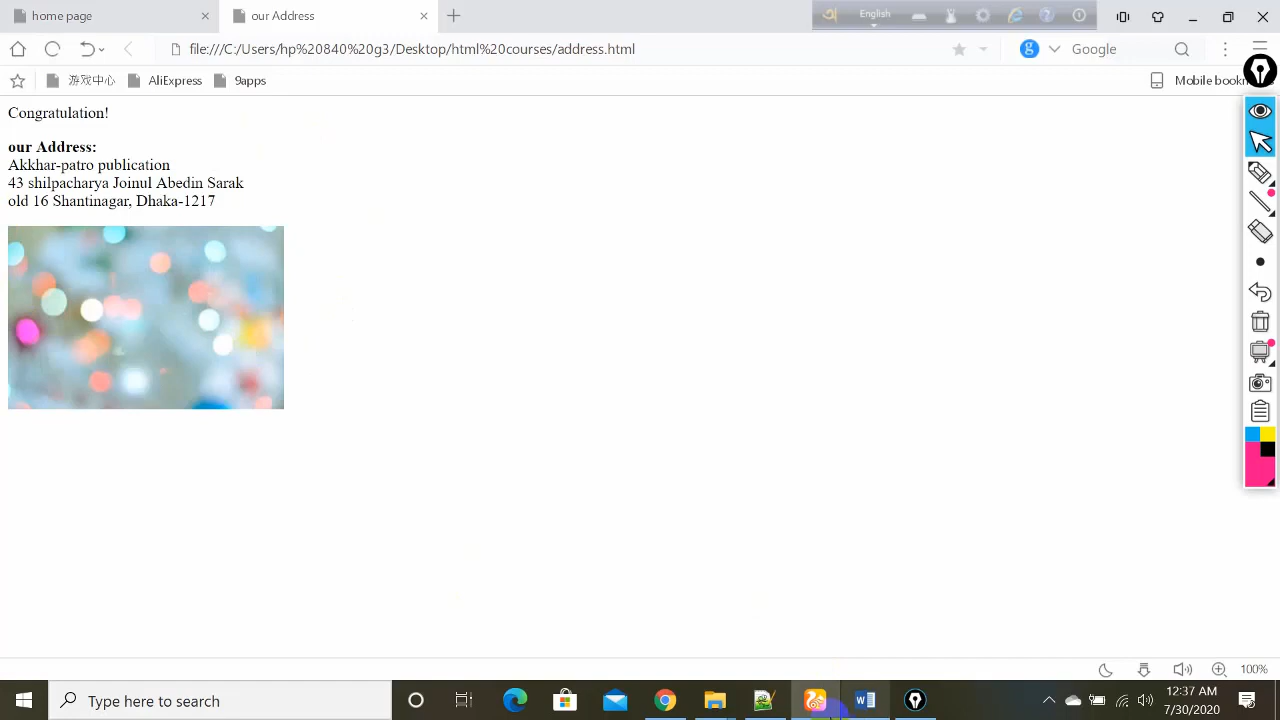 home page
our Address
English
file:///C:/Users/hp%20840%20g3/Desktop/html%20courses/address.html
Google
游戏中心
AliExpress
9apps
Mobile bookm
Congratulation!
our Address:
Akkhar-patro publication
43 shilpacharya Joinul Abedin Sarak
old 16 Shantinagar, Dhaka-1217
100%
Type here to search
12:37 AM
7/30/2020